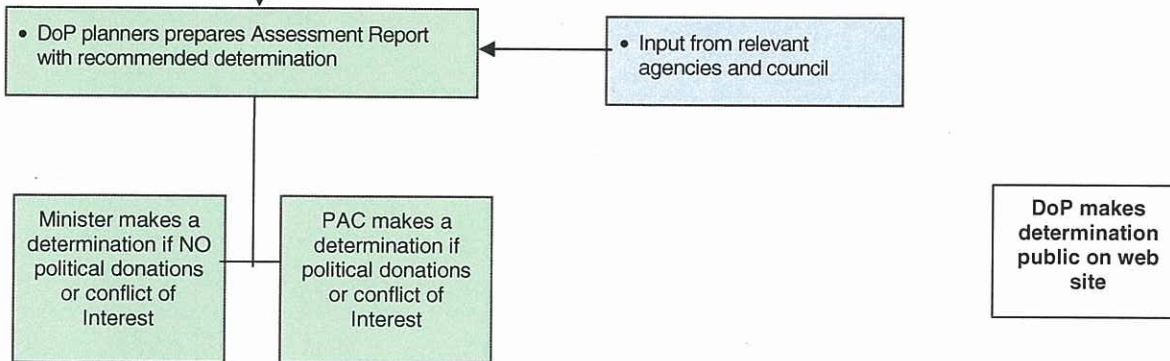 • DoP planners prepares Assessment Report
with recommended determination
• Input from relevant
agencies and council
Minister makes a
determination if NO
political donations
or conflict of
Interest
PAC makes a
determination if
political donations
or conflict of
Interest
DoP makes
determination
public on web
site